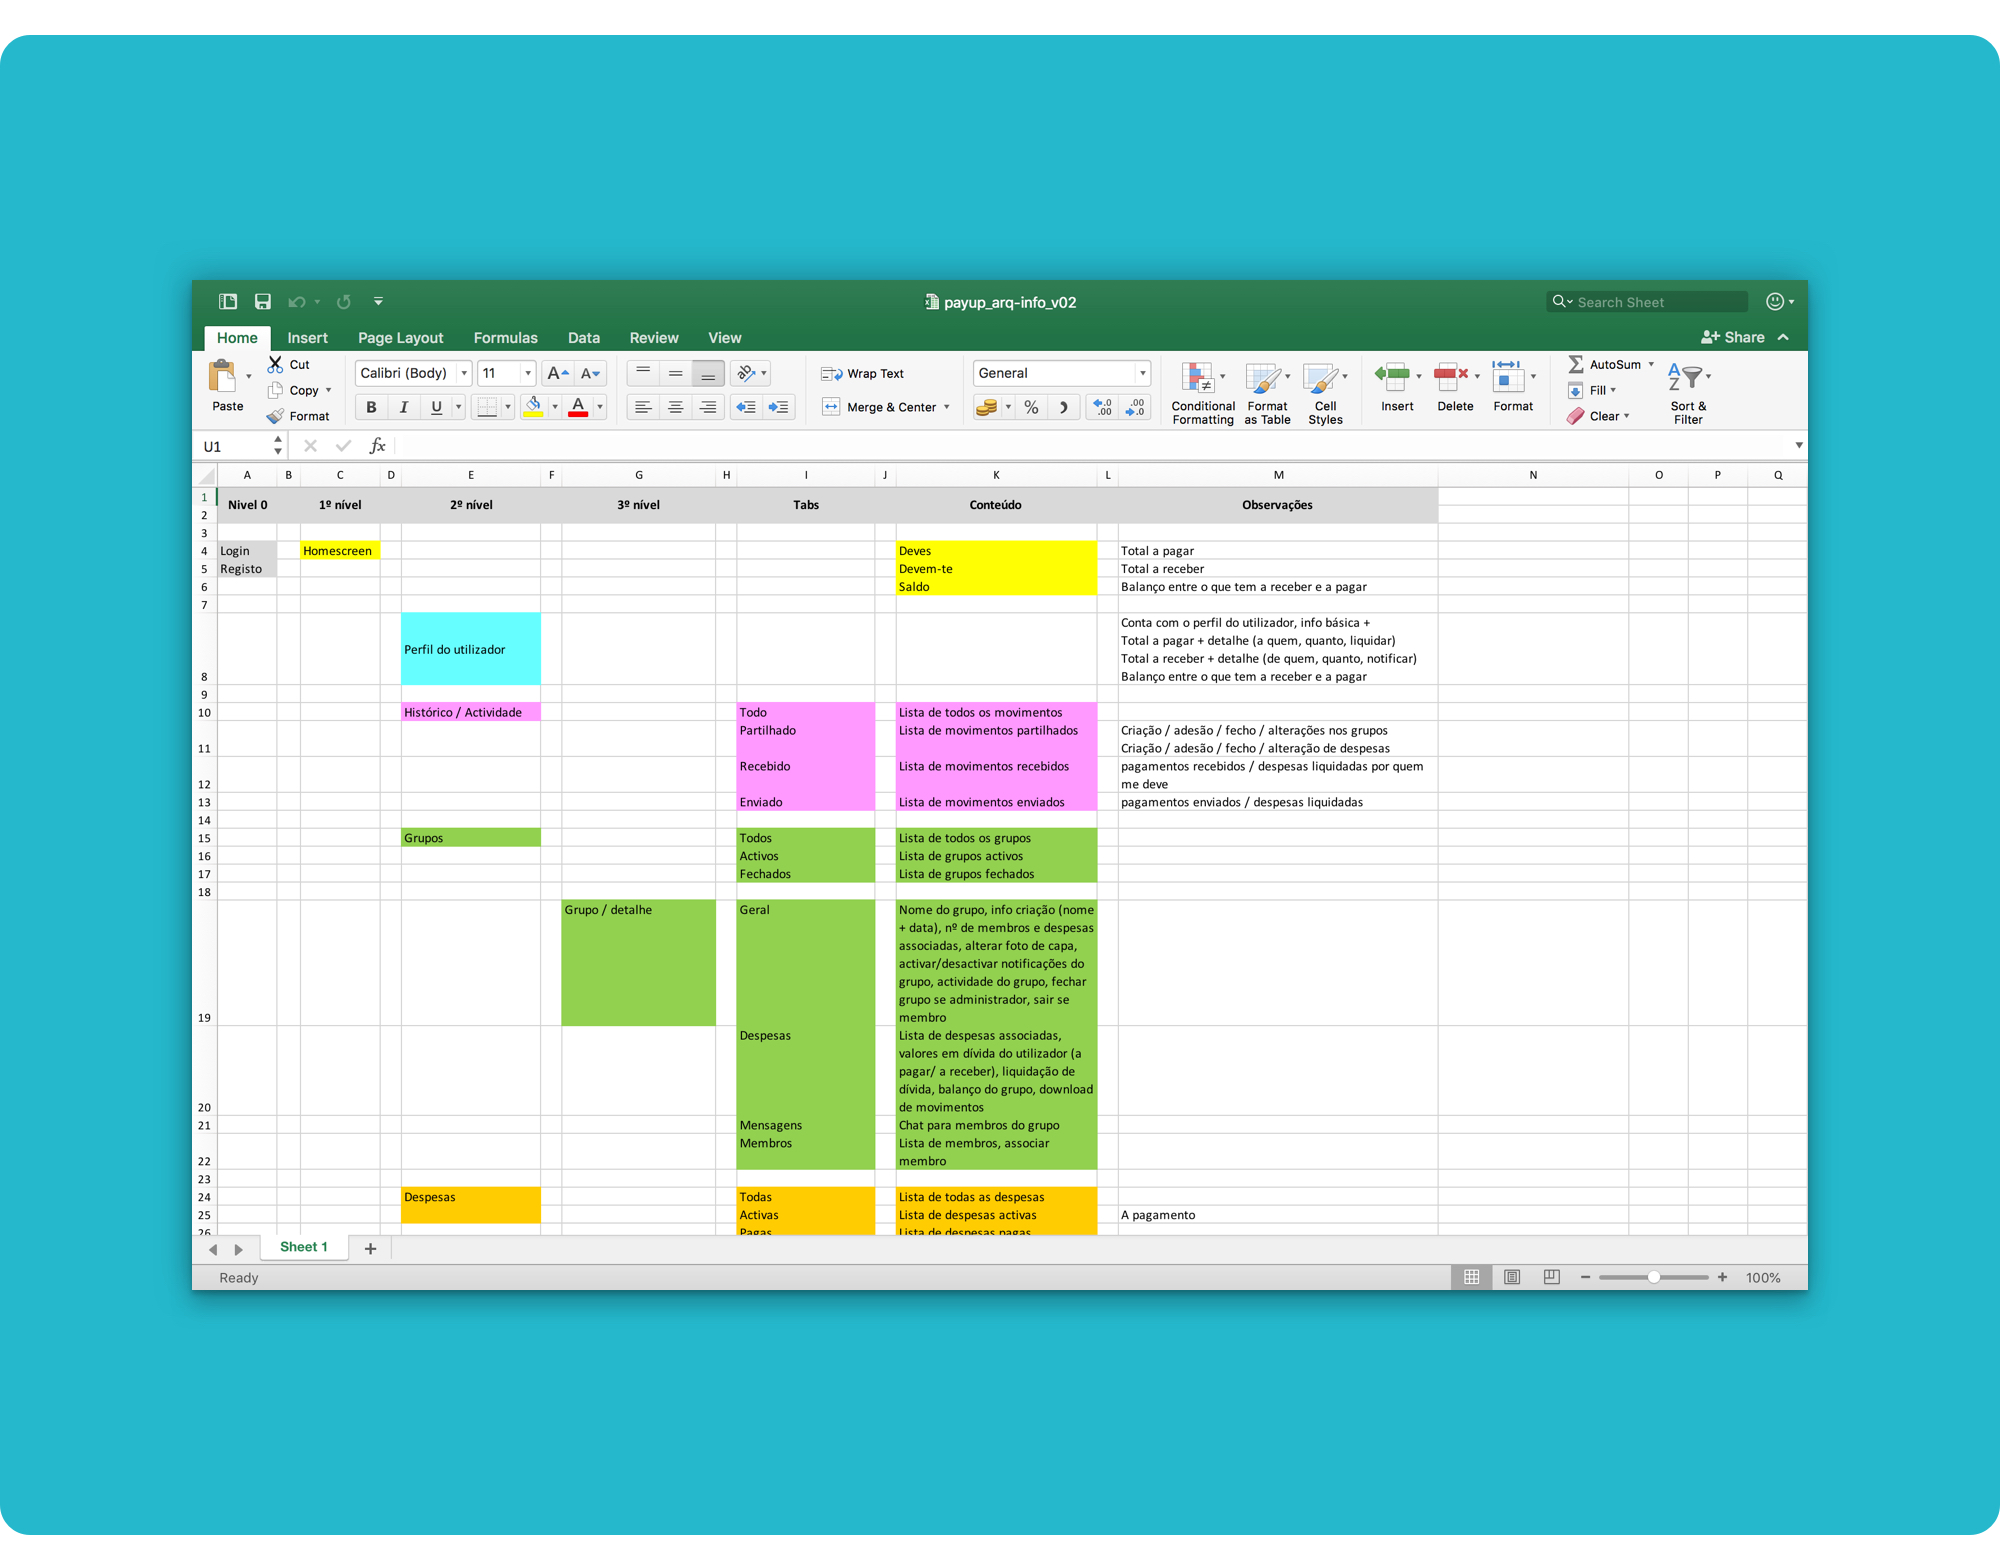 payup_arq-info_v02
Search Sheet
Home Insert Page Layout Formulas Data Review View
Share
Paste
Cut
Copy
Format
Calibri (Body) 11
A A
B I U A
ab
Wrap Text
Merge & Center
General
%
.0 .00
.00 .0
Conditional Formatting
Format as Table
Cell Styles
Insert
Delete
Format
AutoSum
Fill
Clear
A Z
Sort & Filter
U1 fx
A B C D E F G H I J K L M N O P Q
1 Nivel 0 1º nível 2º nível 3º nível Tabs Conteúdo Observações
2
3
4 Login Homescreen Deves Total a pagar
5 Registo Devem-te Total a receber
6 Saldo Balanço entre o que tem a receber e a pagar
7
Conta com o perfil do utilizador, info básica +
Total a pagar + detalhe (a quem, quanto, liquidar)
Perfil do utilizador
Total a receber + detalhe (de quem, quanto, notificar)
8 Balanço entre o que tem a receber e a pagar
9
10 Histórico / Actividade Todo Lista de todos os movimentos
Partilhado Lista de movimentos partilhados Criação / adesão / fecho / alterações nos grupos
11 Criação / adesão / fecho / alteração de despesas
Recebido Lista de movimentos recebidos pagamentos recebidos / despesas liquidadas por quem
12 me deve
13 Enviado Lista de movimentos enviados pagamentos enviados / despesas liquidadas
14
15 Grupos Todos Lista de todos os grupos
16 Activos Lista de grupos activos
17 Fechados Lista de grupos fechados
18
Grupo / detalhe Geral Nome do grupo, info criação (nome
+ data), nº de membros e despesas
associadas, alterar foto de capa,
activar/desactivar notificações do
grupo, actividade do grupo, fechar
grupo se administrador, sair se
19 membro
Despesas Lista de despesas associadas,
valores em dívida do utilizador (a
pagar/ a receber), liquidação de
dívida, balanço do grupo, download
20 de movimentos
21 Mensagens Chat para membros do grupo
Membros Lista de membros, associar
22 membro
23
24 Despesas Todas Lista de todas as despesas
25 Activas Lista de despesas activas A pagamento
26 Pagas Lista de despesas pagas
Sheet 1 +
Ready
100%